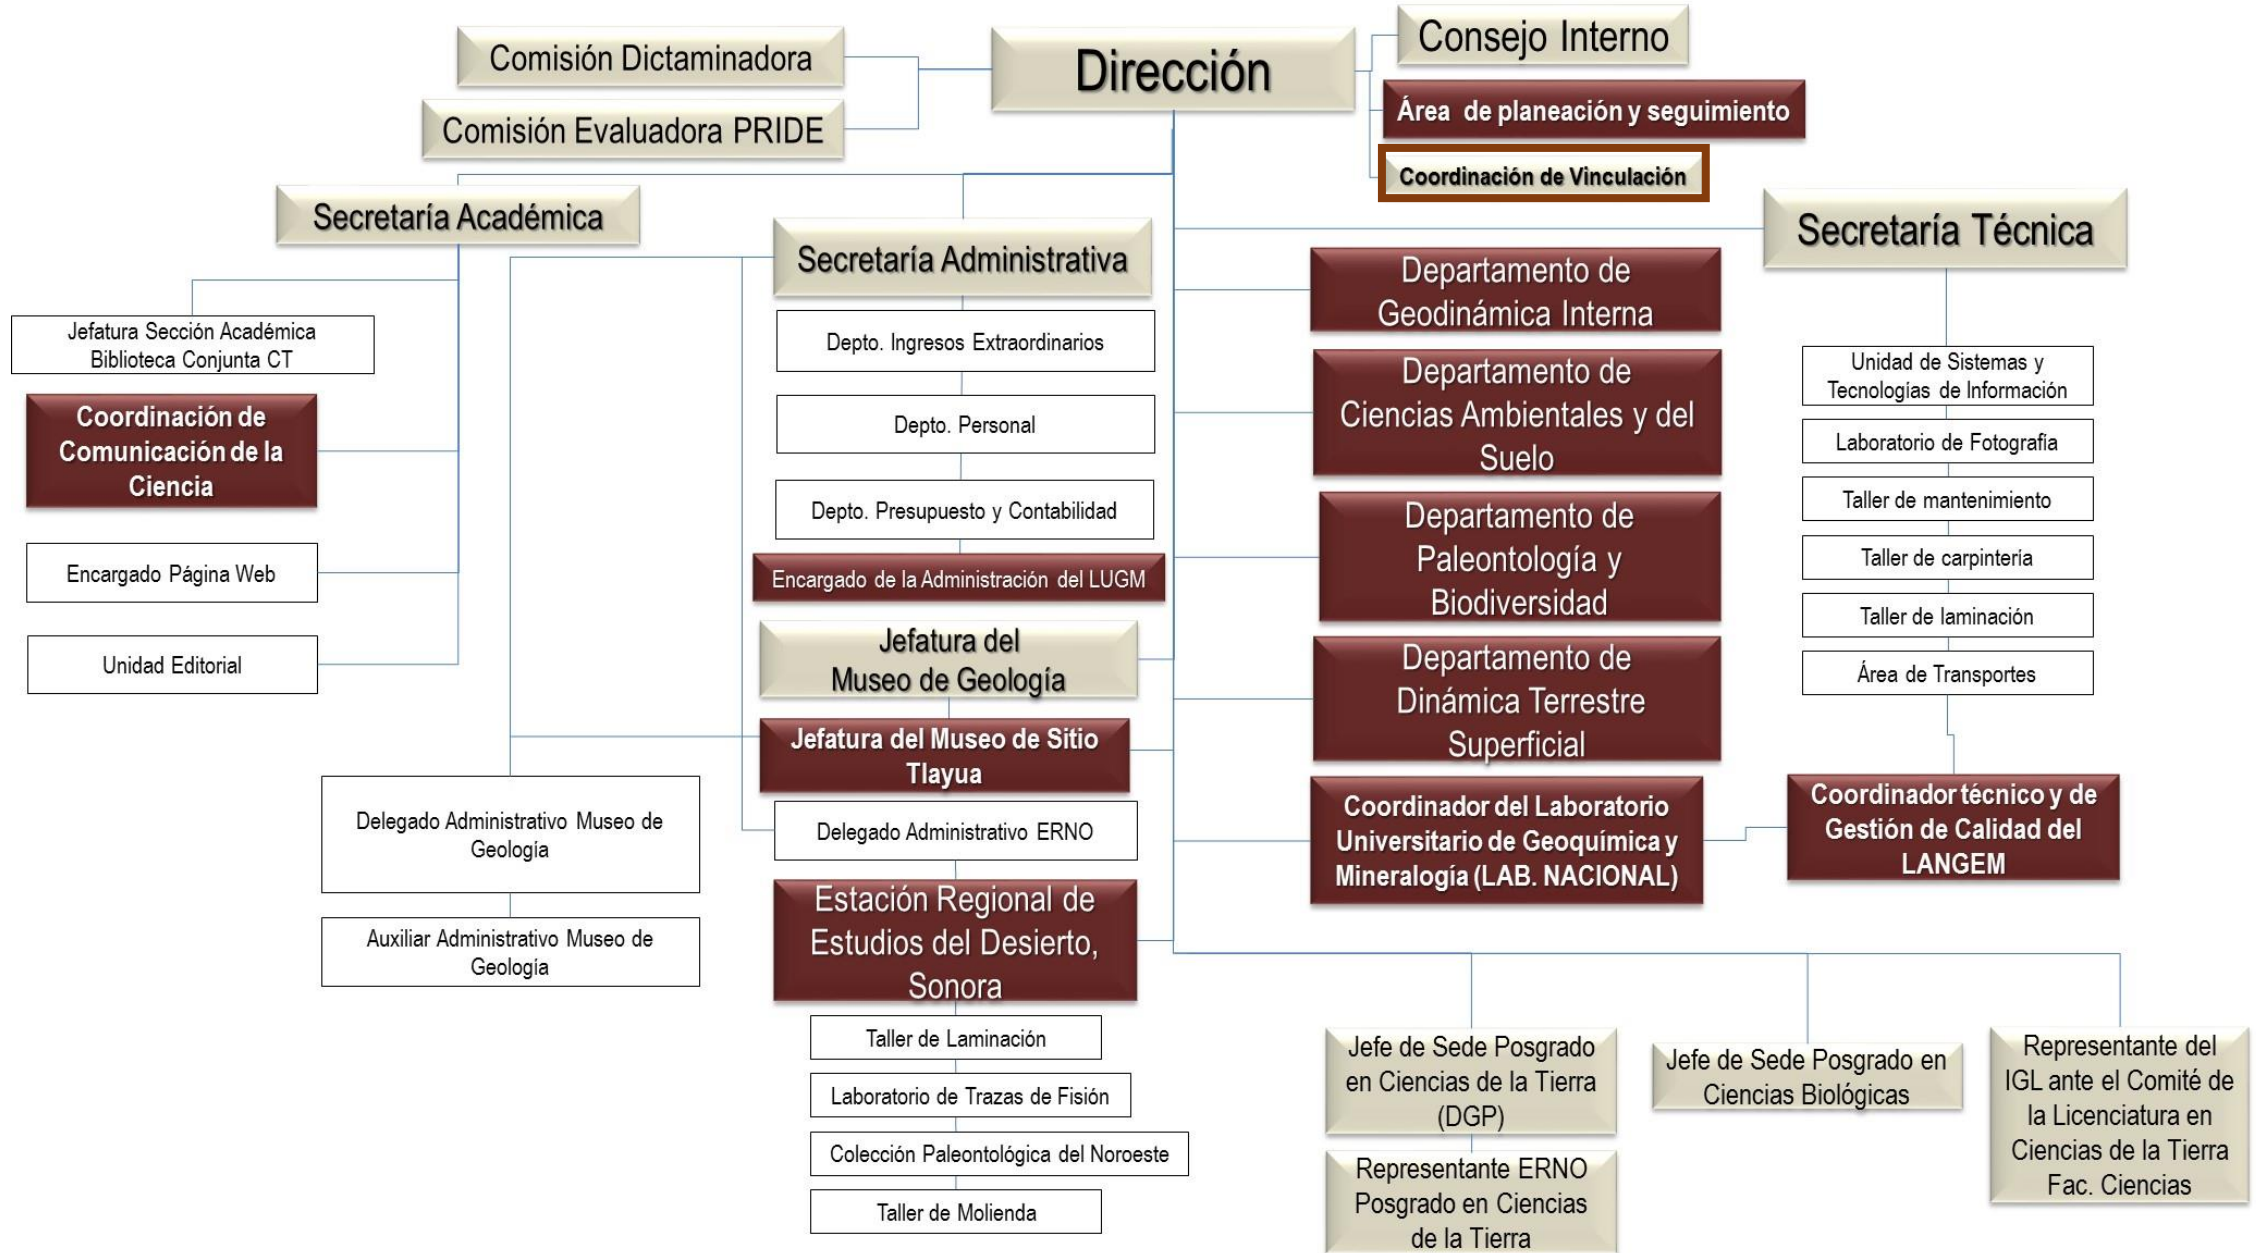 Comisión Dictaminadora
Comisión Evaluadora PRIDE
Dirección
Consejo Interno
Área de planeación y seguimiento
Coordinación de Vinculación
Secretaría Académica
Jefatura Sección Académica
Biblioteca Conjunta CT
Coordinación de
Comunicación de la
Ciencia
Encargado Página Web
Unidad Editorial
Secretaría Administrativa
Depto. Ingresos Extraordinarios
Depto. Personal
Depto. Presupuesto y Contabilidad
Encargado de la Administración del LUGM
Jefatura del
Museo de Geología
Jefatura del Museo de Sitio
Tlayua
Delegado Administrativo Museo de
Geología
Auxiliar Administrativo Museo de
Geología
Delegado Administrativo ERNO
Estación Regional de
Estudios del Desierto,
Sonora
Taller de Laminación
Laboratorio de Trazas de Fisión
Colección Paleontológica del Noroeste
Taller de Molienda
Departamento de
Geodinámica Interna
Departamento de
Ciencias Ambientales y del
Suelo
Departamento de
Paleontología y
Biodiversidad
Departamento de
Dinámica Terrestre
Superficial
Coordinador del Laboratorio
Universitario de Geoquímica y
Mineralogía (LAB. NACIONAL)
Secretaría Técnica
Unidad de Sistemas y
Tecnologías de Información
Laboratorio de Fotografia
Taller de mantenimiento
Taller de carpintería
Taller de laminación
Área de Transportes
Coordinador técnico y de
Gestión de Calidad del
LANGEM
Jefe de Sede Posgrado
en Ciencias de la Tierra
(DGP)
Representante ERNO
Posgrado en Ciencias
de la Tierra
Jefe de Sede Posgrado en
Ciencias Biológicas
Representante del
IGL ante el Comité de
la Licenciatura en
Ciencias de la Tierra
Fac. Ciencias